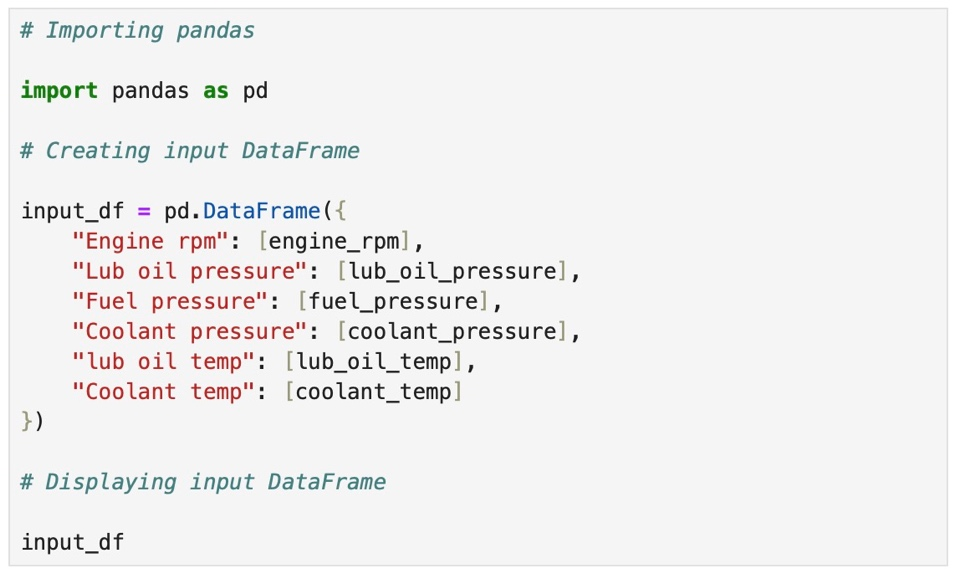 # Importing pandas
import pandas as pd
# Creating input DataFrame
input_df = pd.DataFrame({
    "Engine rpm": [engine_rpm],
    "Lub oil pressure": [lub_oil_pressure],
    "Fuel pressure": [fuel_pressure],
    "Coolant pressure": [coolant_pressure],
    "lub oil temp": [lub_oil_temp],
    "Coolant temp": [coolant_temp]
})
# Displaying input DataFrame
input_df